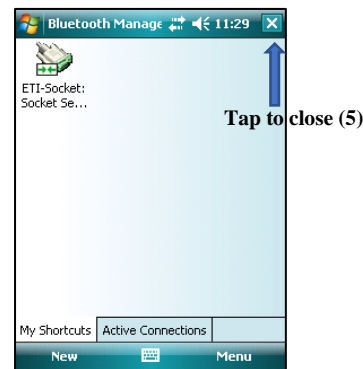 Bluetooth Manage 11:29
ETI-Socket:
Socket Se...
Tap to close (5)
My Shortcuts Active Connections
New Menu